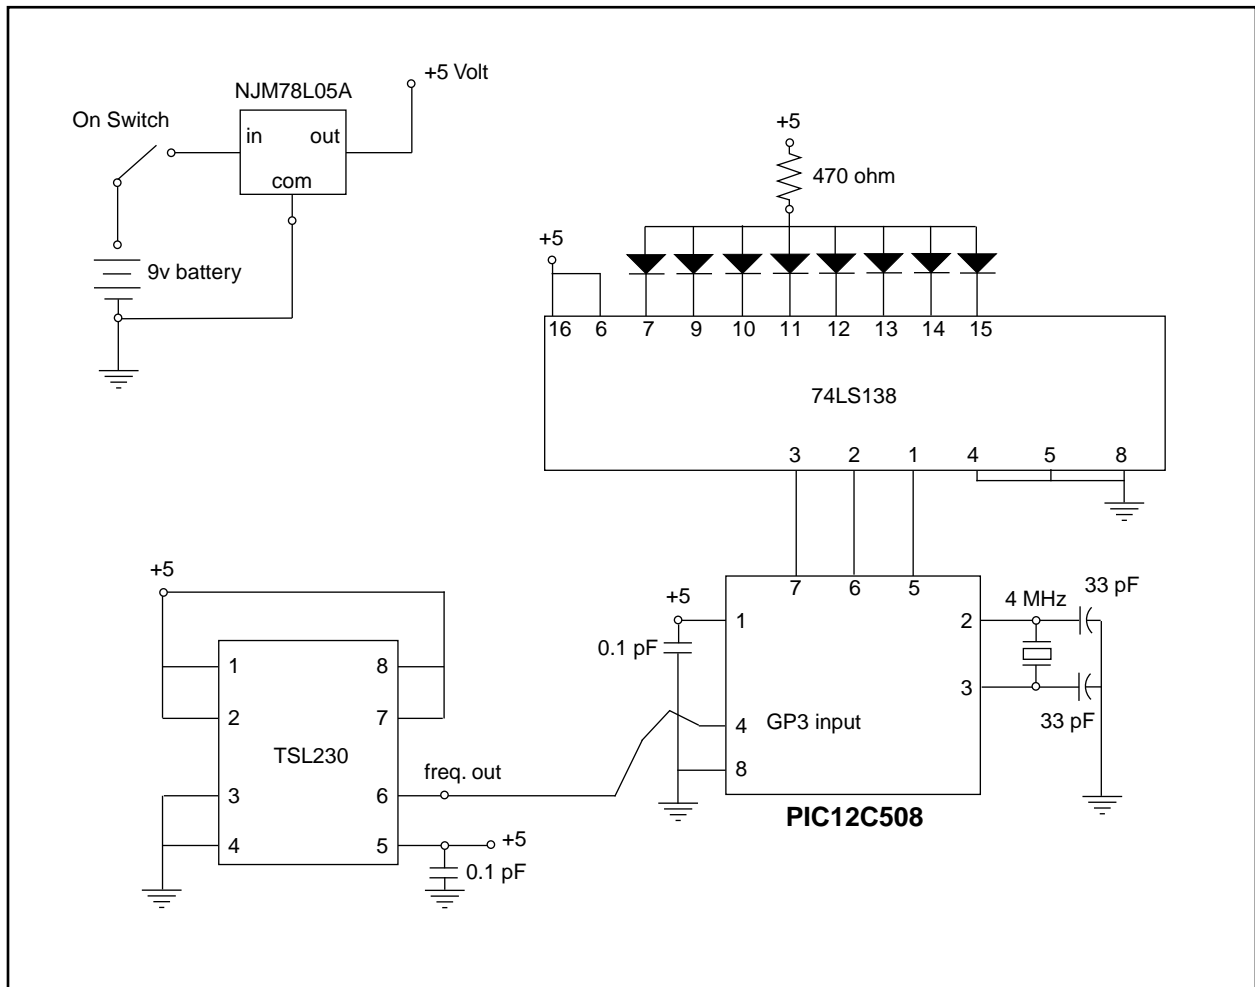 NJM78L05A
+5 Volt
On Switch
in
out
com
9v battery
+5
470 ohm
+5
16 6 7 9 10 11 12 13 14 15
74LS138
3 2 1 4 5 8
+5
1
8
2
7
TSL230
3
6
freq. out
4
5
+5
0.1 pF
7 6 5
+5
1
0.1 pF
2
4 MHz
33 pF
3
33 pF
4
GP3 input
8
PIC12C508